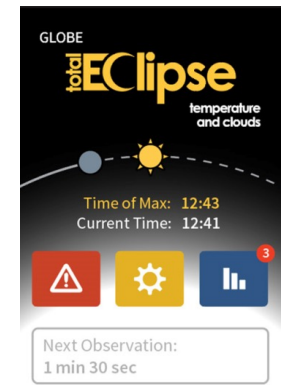 GLOBE
total EClipse
temperature
and clouds
Time of Max: 12:43
Current Time: 12:41
3
Next Observation:
1 min 30 sec